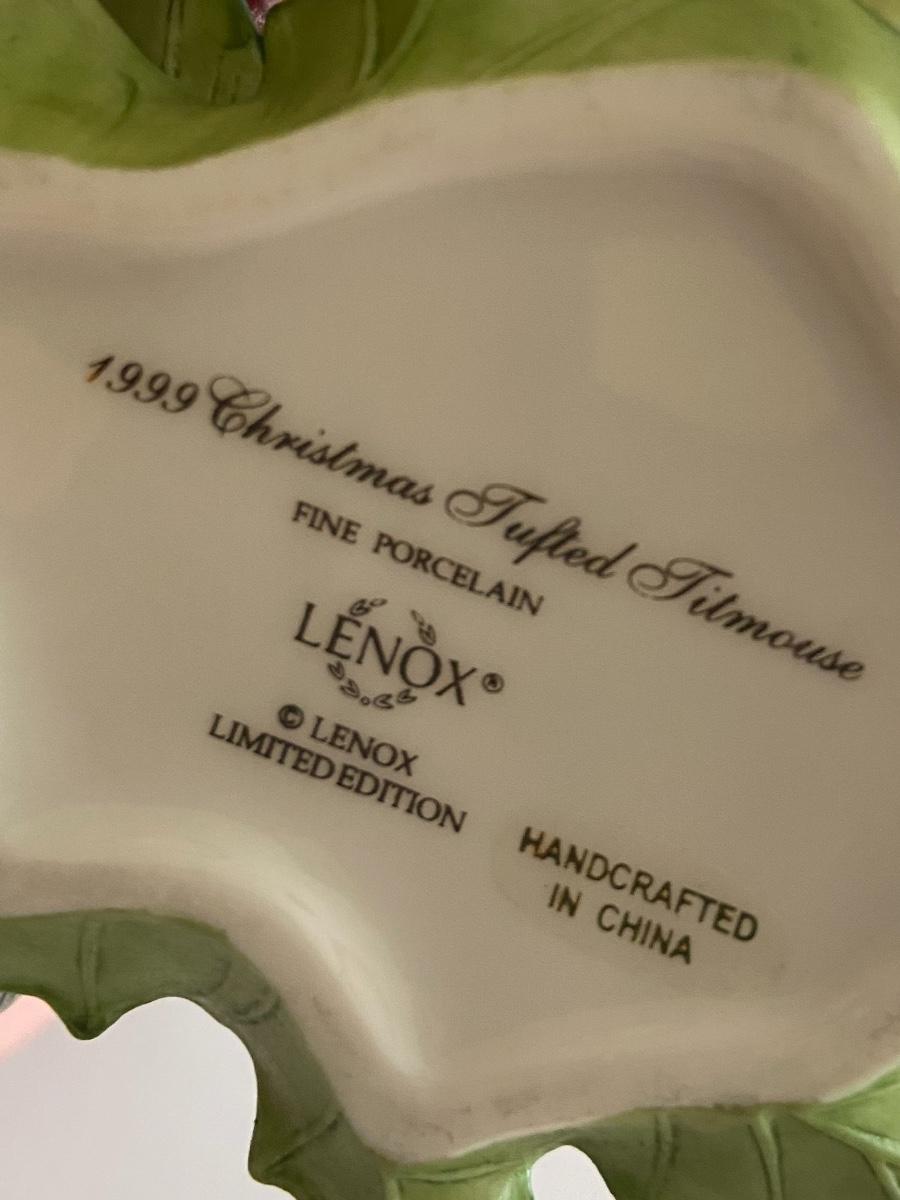 1999 Christmas Tufted Titmouse
FINE PORCELAIN
LENOX®
© LENOX
LIMITED EDITION
HANDCRAFTED
IN CHINA